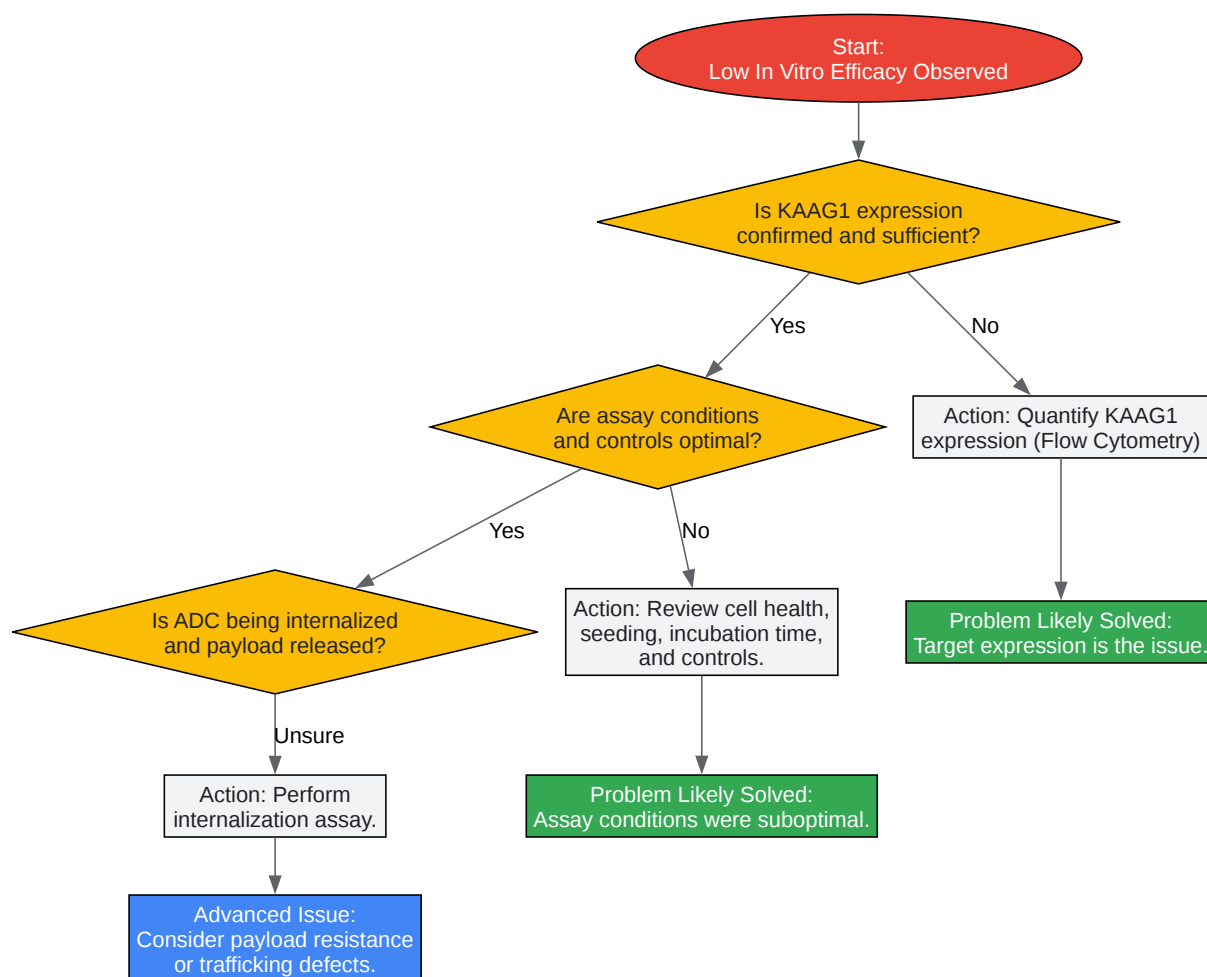 Start:
Low In Vitro Efficacy Observed
Is KAAG1 expression
confirmed and sufficient?
Yes
No
Are assay conditions
and controls optimal?
Action: Quantify KAAG1
expression (Flow Cytometry)
Yes
No
Is ADC being internalized
and payload released?
Action: Review cell health,
seeding, incubation time,
and controls.
Problem Likely Solved:
Target expression is the issue.
Unsure
Action: Perform
internalization assay.
Problem Likely Solved:
Assay conditions were suboptimal.
Advanced Issue:
Consider payload resistance
or trafficking defects.